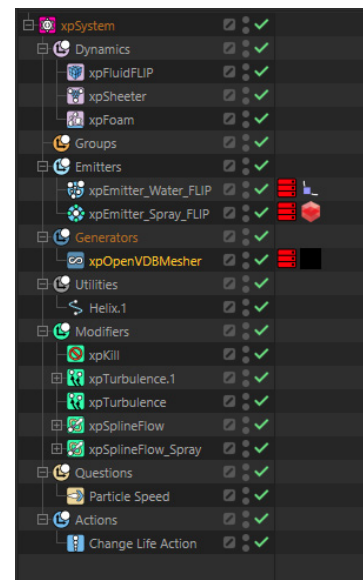 xpSystem
Dynamics
xpFluidFLIP
xpSheeter
xpFoam
Groups
Emitters
xpEmitter_Water_FLIP
xpEmitter_Spray_FLIP
Generators
xpOpenVDBMesher
Utilities
Helix.1
Modifiers
xpKill
xpTurbulence.1
xpTurbulence
xpSplineFlow
xpSplineFlow_Spray
Questions
Particle Speed
Actions
Change Life Action